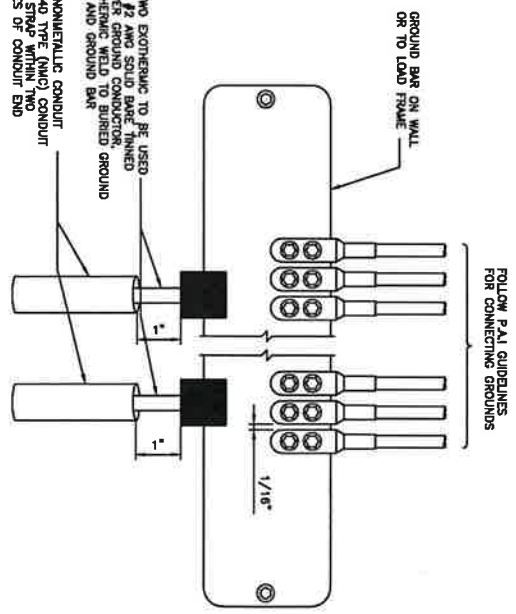 FOLLOW P.A.I GUIDELINES
FOR CONNECTING GROUNDS
GROUND BAR ON WALL
OR TO LOAD FRAME
1/16"
1"
1"
WO EXOTHERMIC TO BE USED
#2 AWG SOLID BARE TINNED
ER GROUND CONDUCTOR,
HERMIC WELD TO BURIED GROUND
AND GROUND BAR
NONMETALLIC CONDUIT
40 TYPE (NMC) CONDUIT
STRAP WITHIN TWO
ES OF CONDUIT END